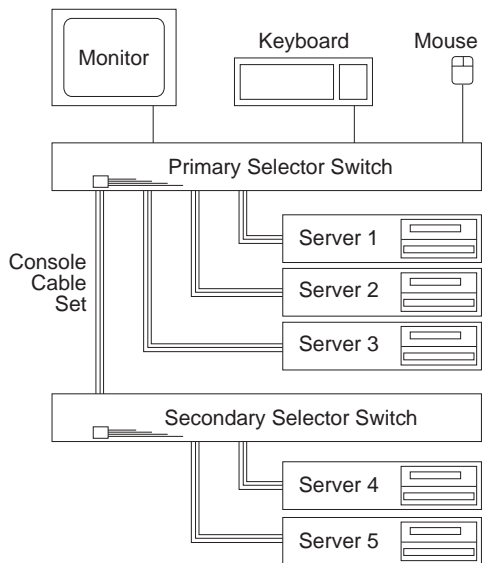 Monitor
Keyboard
Mouse
Primary Selector Switch
Server 1
Console
Cable
Set
Server 2
Server 3
Secondary Selector Switch
Server 4
Server 5